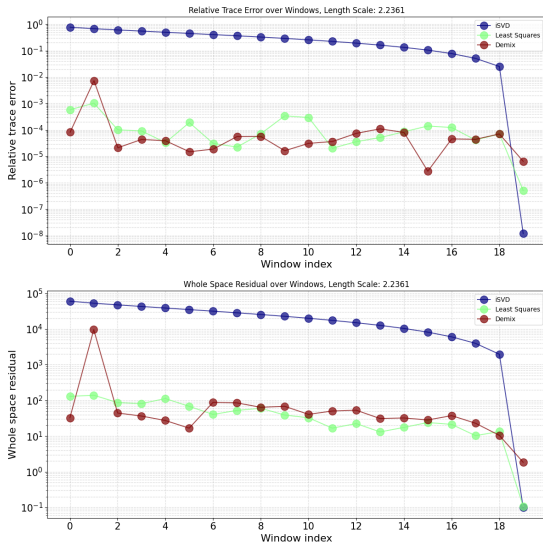 Relative Trace Error over Windows, Length Scale: 2.2361
Relative trace error
10^0
10^-1
10^-2
10^-3
10^-4
10^-5
10^-6
10^-7
10^-8
iSVD
Least Squares
Demix
0 2 4 6 8 10 12 14 16 18
Window index
Whole Space Residual over Windows, Length Scale: 2.2361
Whole space residual
10^5
10^4
10^3
10^2
10^1
10^0
10^-1
iSVD
Least Squares
Demix
0 2 4 6 8 10 12 14 16 18
Window index